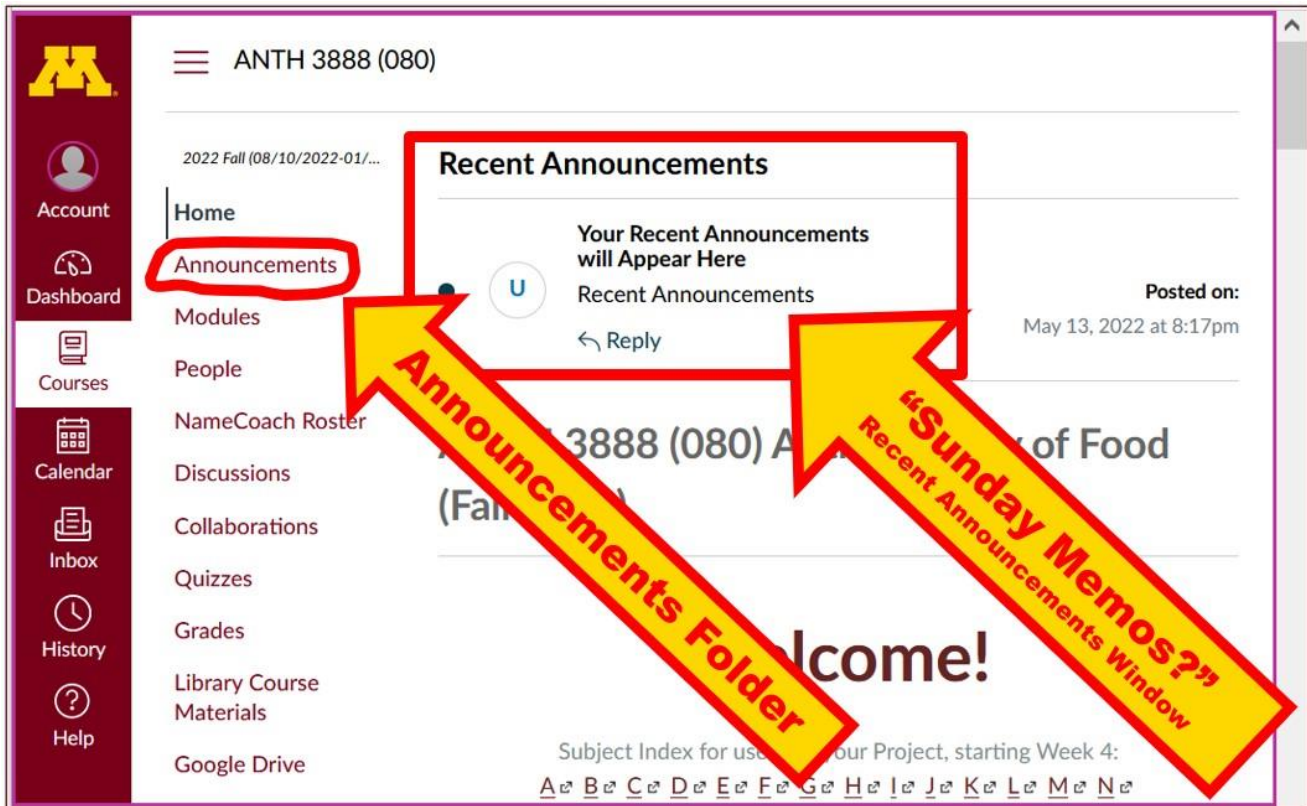 M
ANTH 3888 (080)
Account
Dashboard
Courses
Calendar
Inbox
History
Help
2022 Fall (08/10/2022-01/...
Home
Announcements
Modules
People
NameCoach Roster
Discussions
Collaborations
Quizzes
Grades
Library Course
Materials
Google Drive
Recent Announcements
U
Your Recent Announcements
will Appear Here
Recent Announcements
Reply
Posted on:
May 13, 2022 at 8:17pm
3888 (080) of Food
Announcements Folder
"Sunday Memos?"
Recent Announcements Window
Subject Index for Project, starting Week 4:
A B C D E F G H I J K L M N